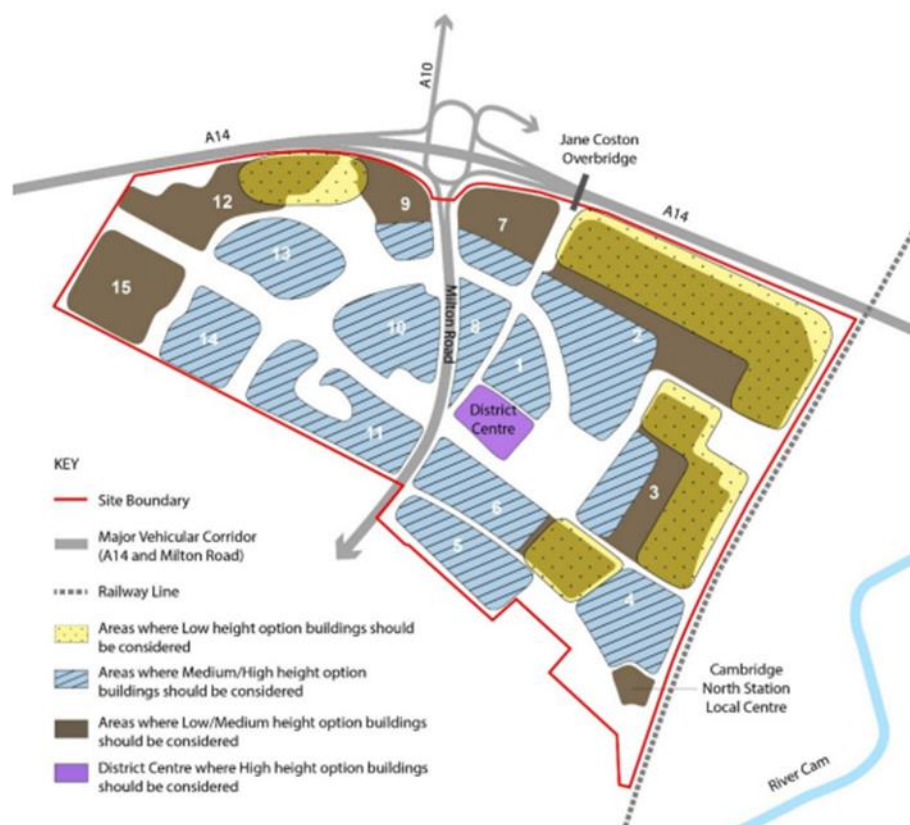 A10
A14
Jane Coston
Overbridge
A14
12
9
7
13
15
2
14
10
Milton Road
8
1
District
Centre
11
3
6
5
4
KEY
Site Boundary
Major Vehicular Corridor
(A14 and Milton Road)
Railway Line
Areas where Low height option buildings should
be considered
Areas where Medium/High height option
buildings should be considered
Areas where Low/Medium height option buildings
should be considered
District Centre where High height option buildings
should be considered
Cambridge
North Station
Local Centre
River Cam